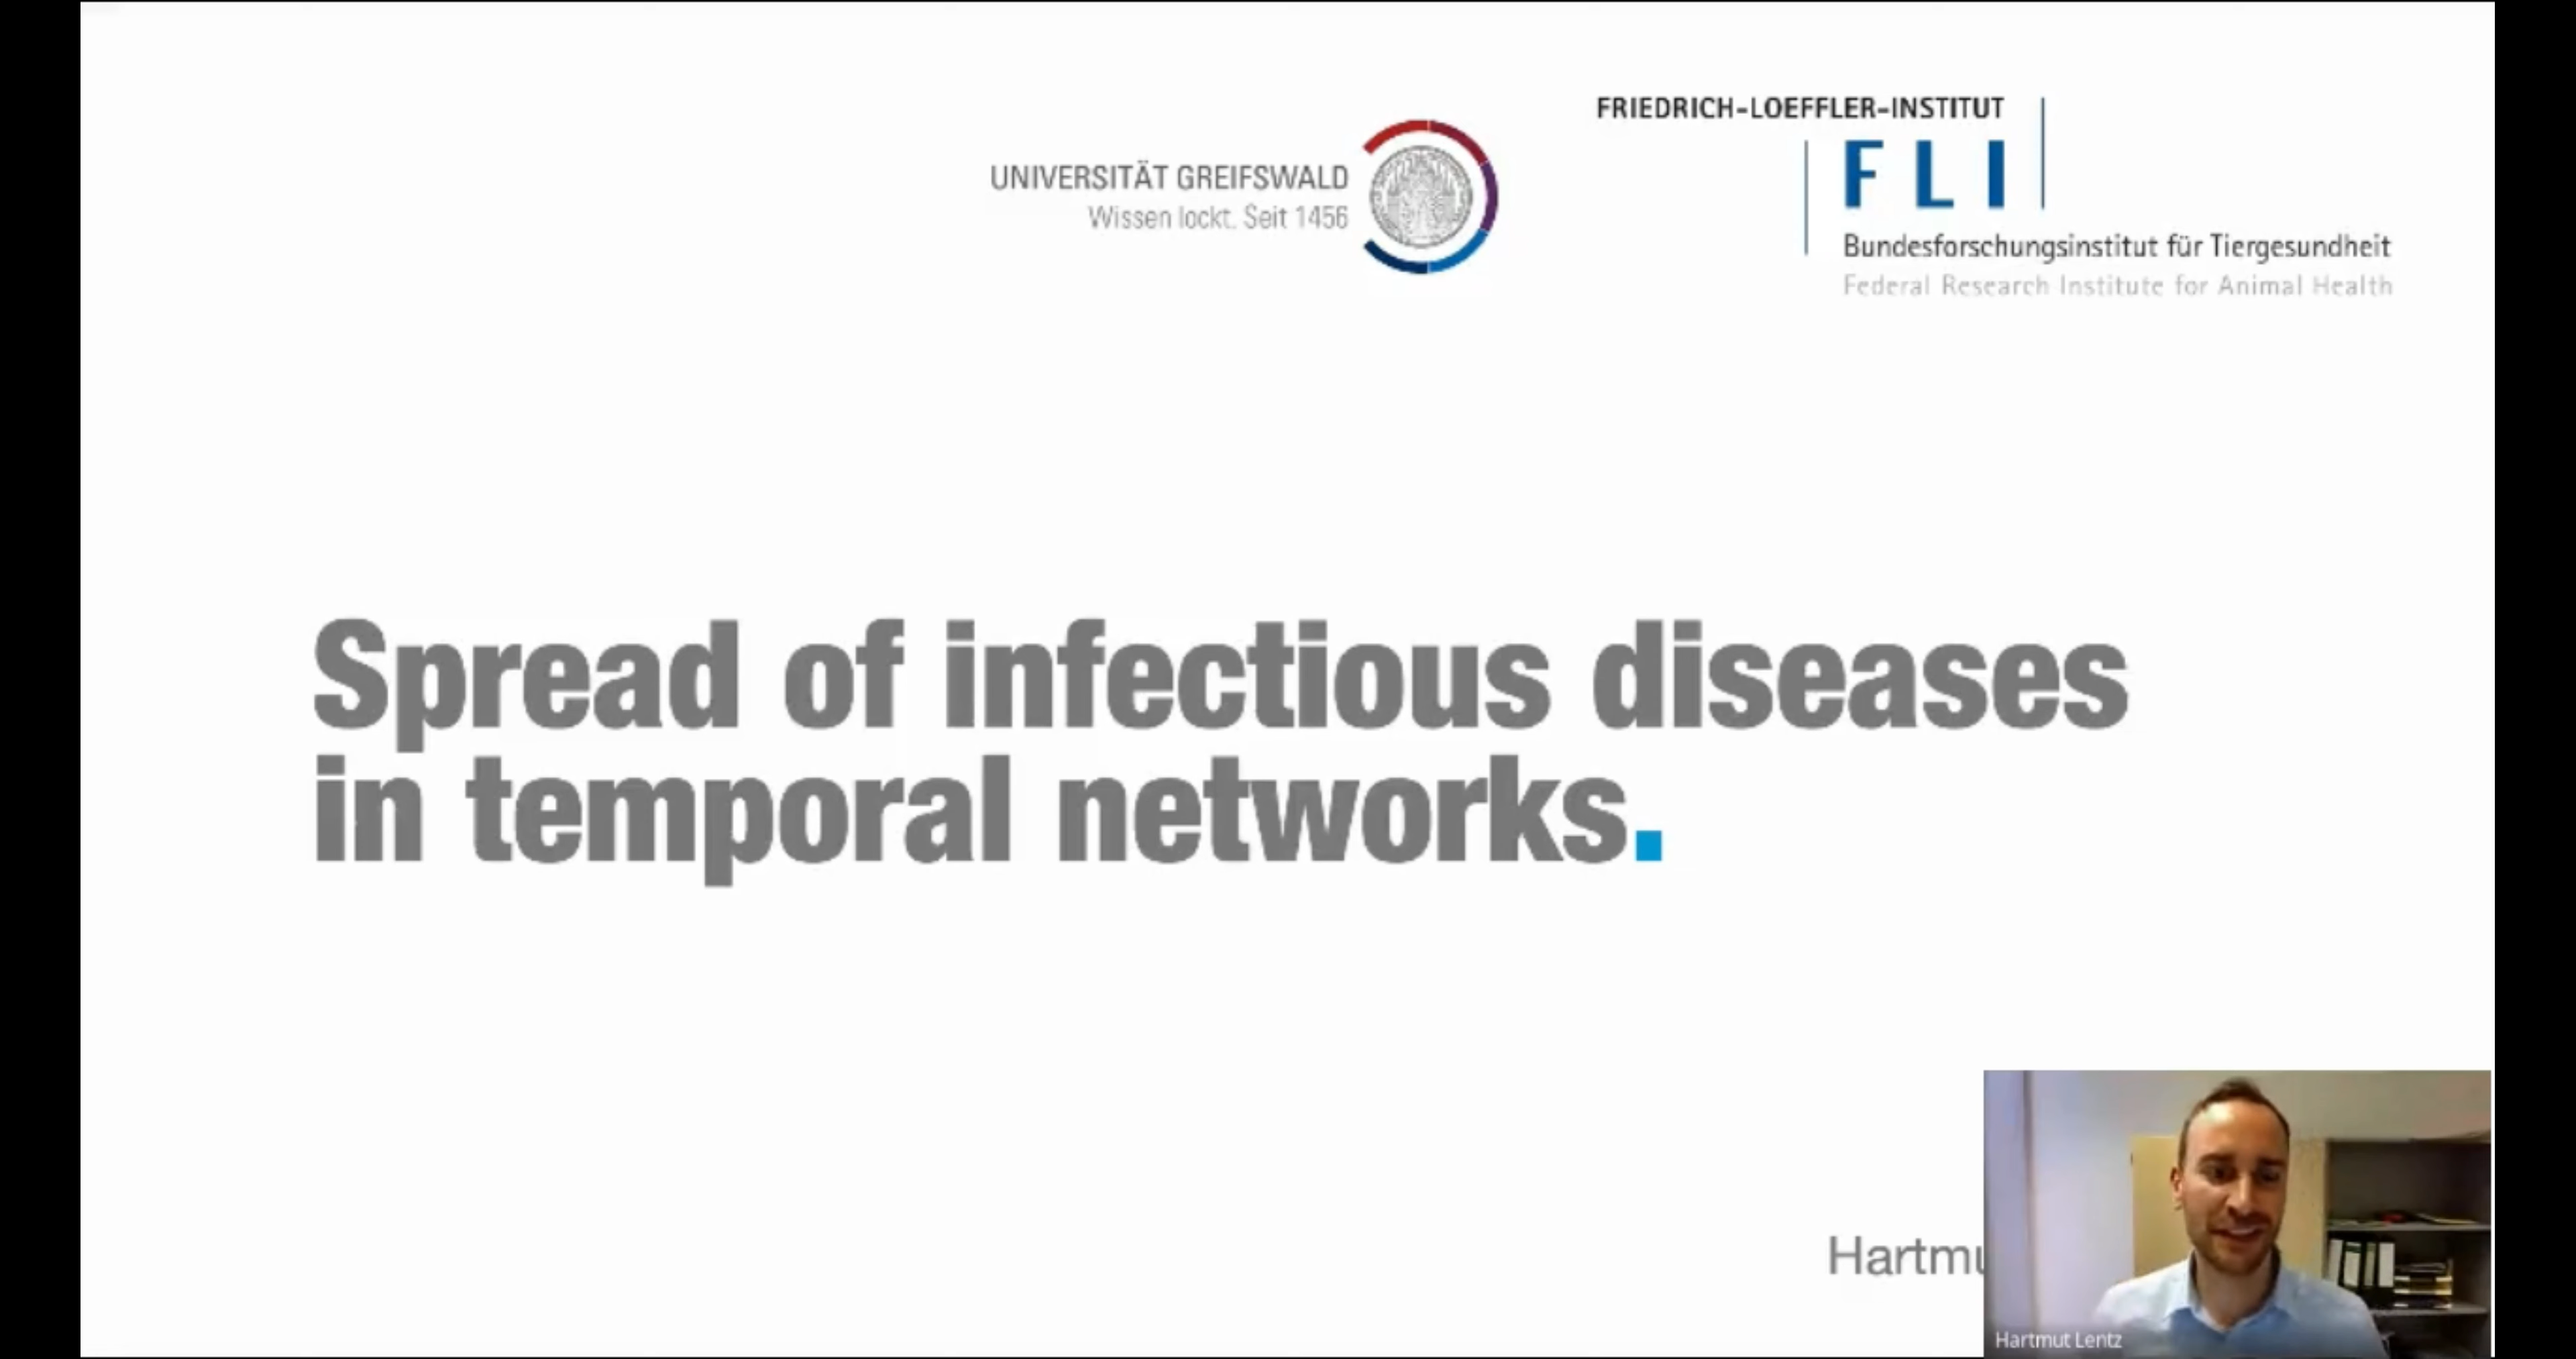 UNIVERSITÄT GREIFSWALD
Wissen lockt. Seit 1456
FRIEDRICH-LOEFFLER-INSTITUT
FLI
Bundesforschungsinstitut für Tiergesundheit
Federal Research Institute for Animal Health
Spread of infectious diseases
in temporal networks.
Hartmu
Hartmut Lentz